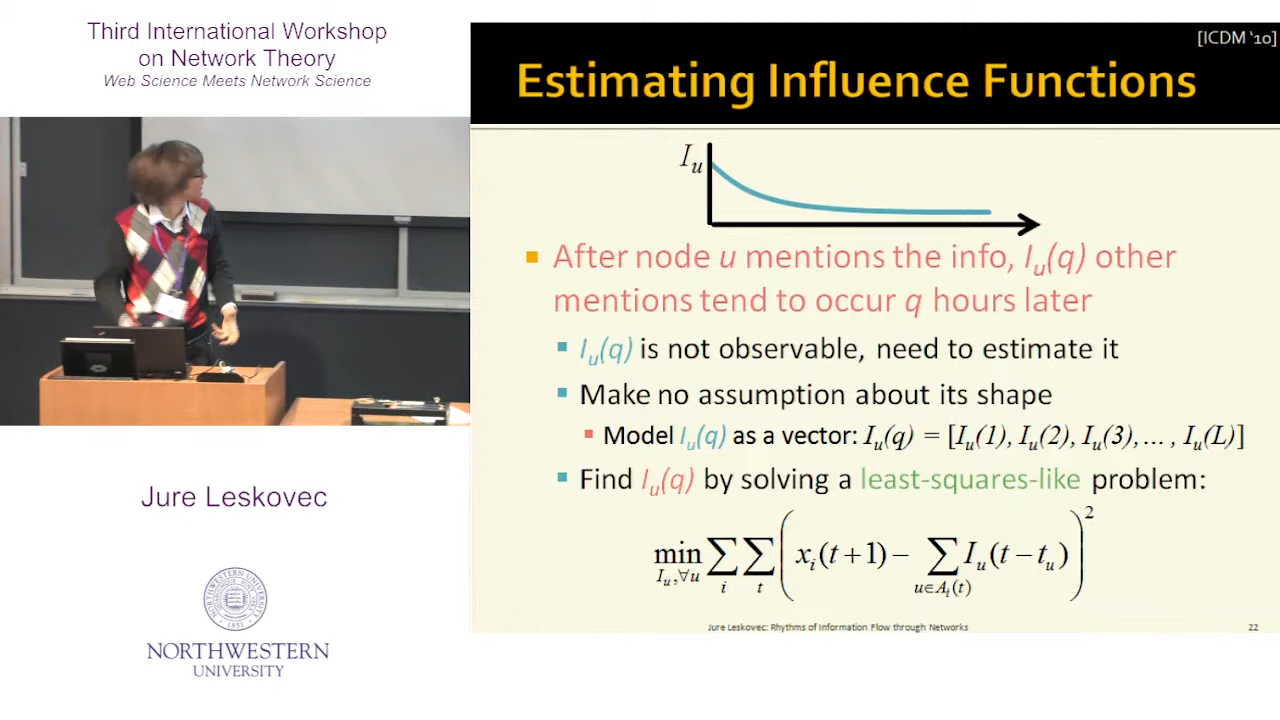 Third International Workshop
on Network Theory
Web Science Meets Network Science
Jure Leskovec
NORTHWESTERN
UNIVERSITY
[ICDM '10]
Estimating Influence Functions
I_u
After node u mentions the info, I_u(q) other
mentions tend to occur q hours later
I_u(q) is not observable, need to estimate it
Make no assumption about its shape
Model I_u(q) as a vector: I_u(q) = [I_u(1), I_u(2), I_u(3),... , I_u(L)]
Find I_u(q) by solving a least-squares-like problem:
min_{I_u,∀u} ∑_i ∑_t ( x_i(t+1) − ∑_{u∈A_i(t)} I_u(t−t_u) )^2
Jure Leskovec: Rhythms of Information Flow through Networks
22